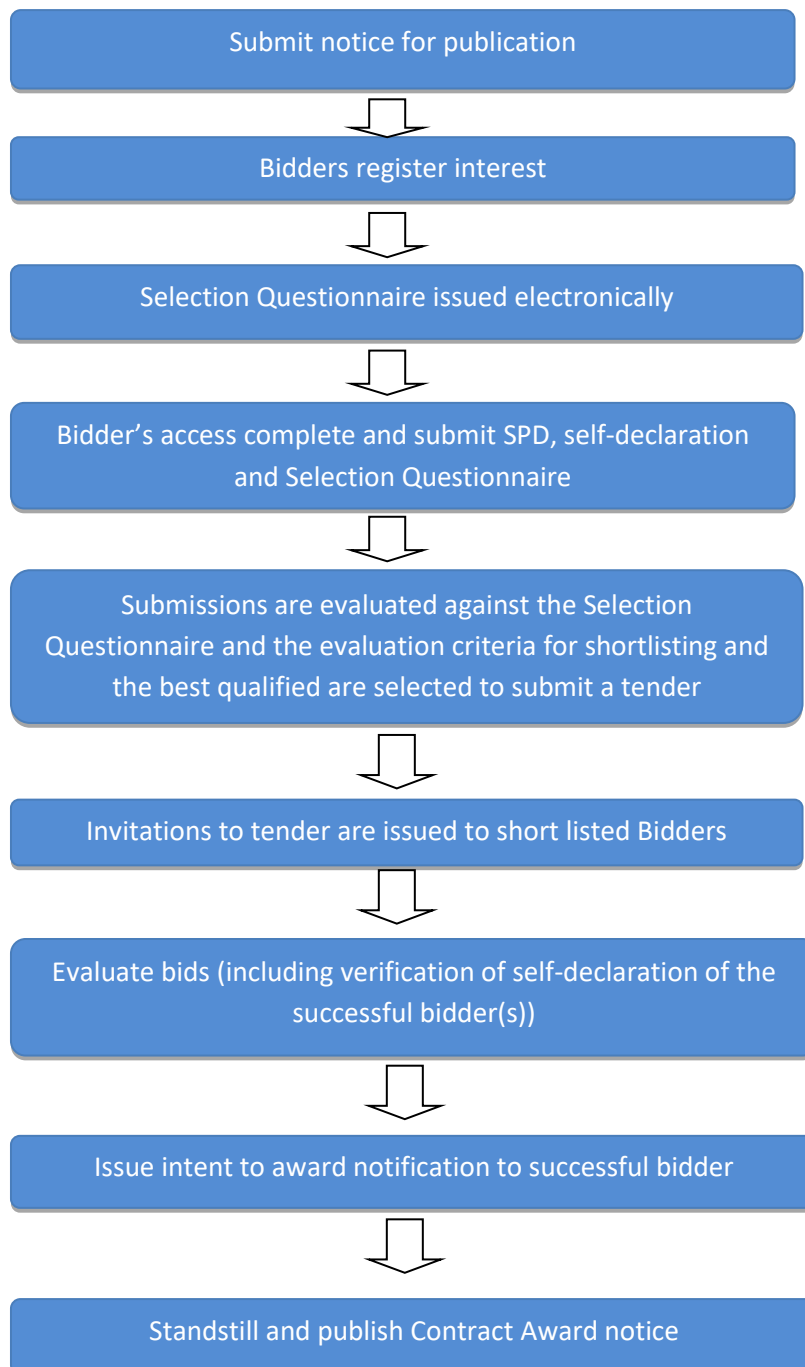 Submit notice for publication
Bidders register interest
Selection Questionnaire issued electronically
Bidder’s access complete and submit SPD, self-declaration
and Selection Questionnaire
Submissions are evaluated against the Selection
Questionnaire and the evaluation criteria for shortlisting and
the best qualified are selected to submit a tender
Invitations to tender are issued to short listed Bidders
Evaluate bids (including verification of self-declaration of the
successful bidder(s))
Issue intent to award notification to successful bidder
Standstill and publish Contract Award notice